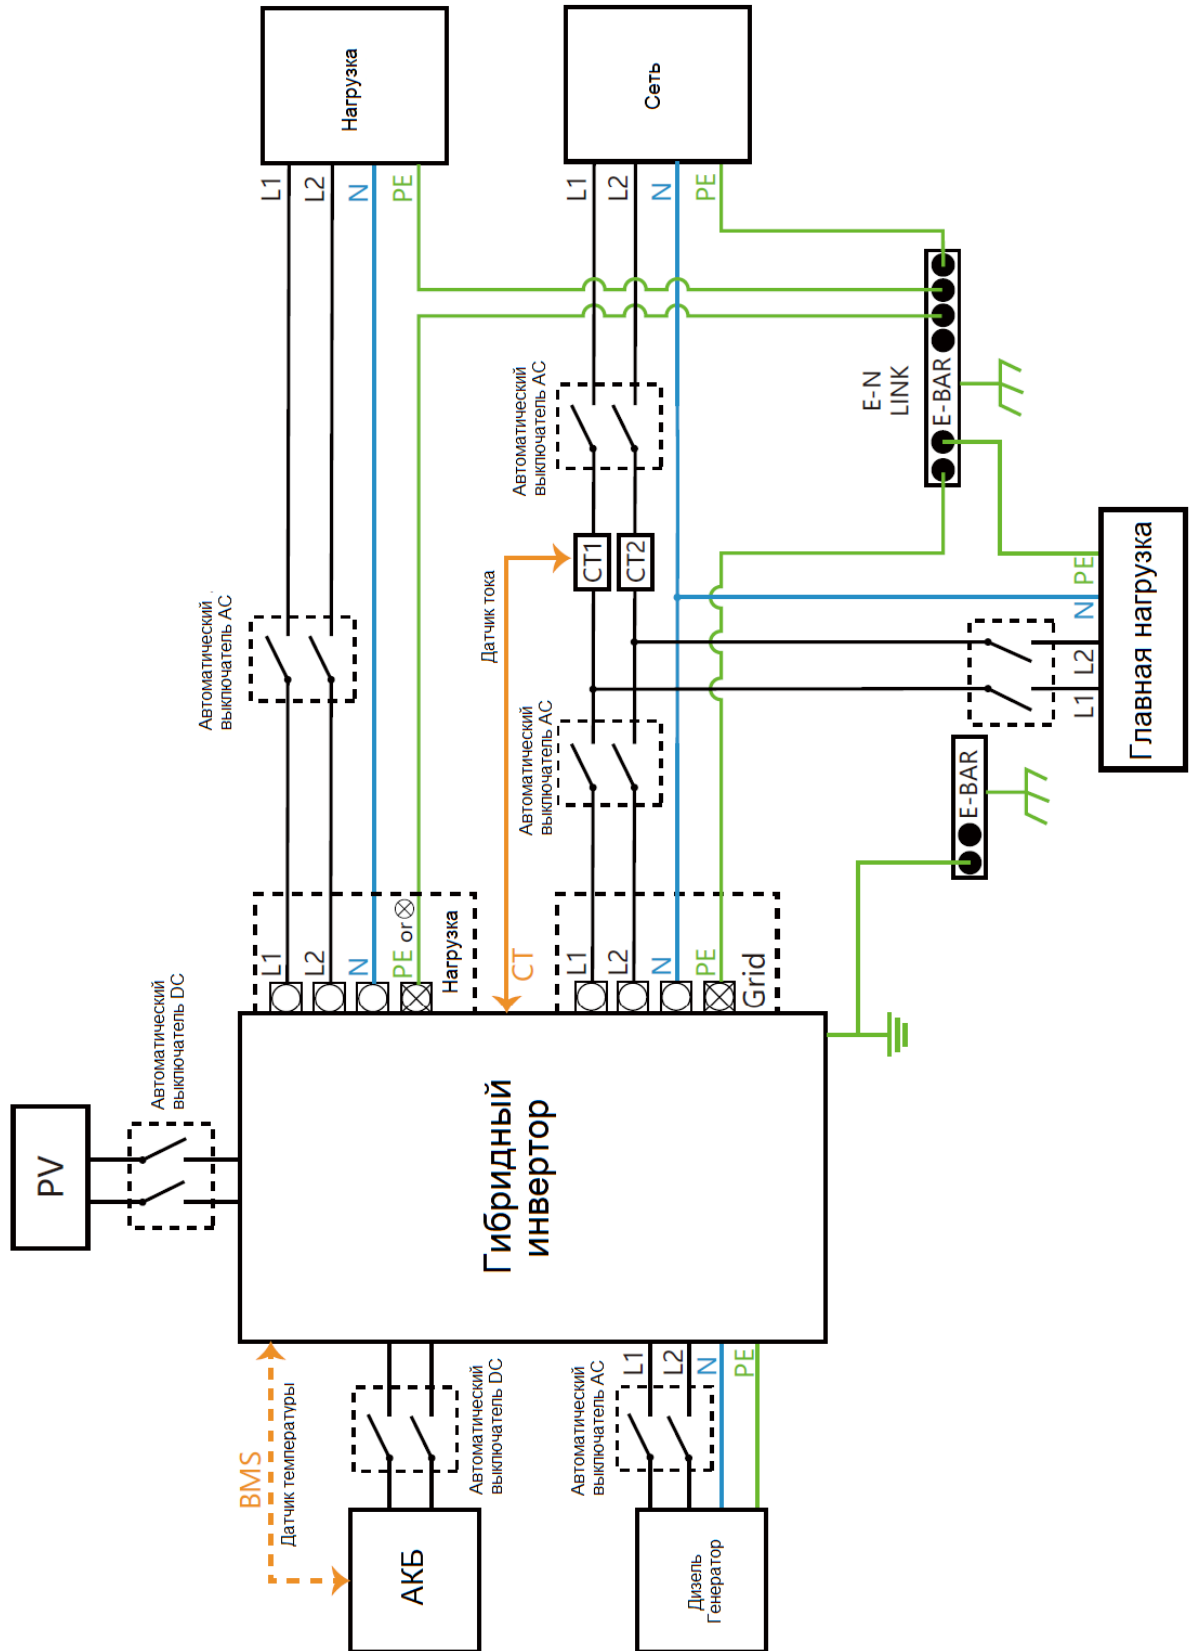 PV
Автоматический
выключатель DC
BMS
Датчик температуры
АКБ
Автоматический
выключатель DC
Гибридный
инвертор
Дизель
Генератор
Автоматический
выключатель AC
L1
L2
N
PE
L1
L2
N
PE or
Нагрузка
Автоматический
выключатель AC
L1
L2
N
PE
Нагрузка
CT
Датчик тока
L1
L2
N
PE
Grid
Автоматический
выключатель AC
CT1
CT2
Автоматический
выключатель AC
L1
L2
N
PE
Сеть
E-N
LINK
E-BAR
E-BAR
L1
L2
N
PE
Главная нагрузка